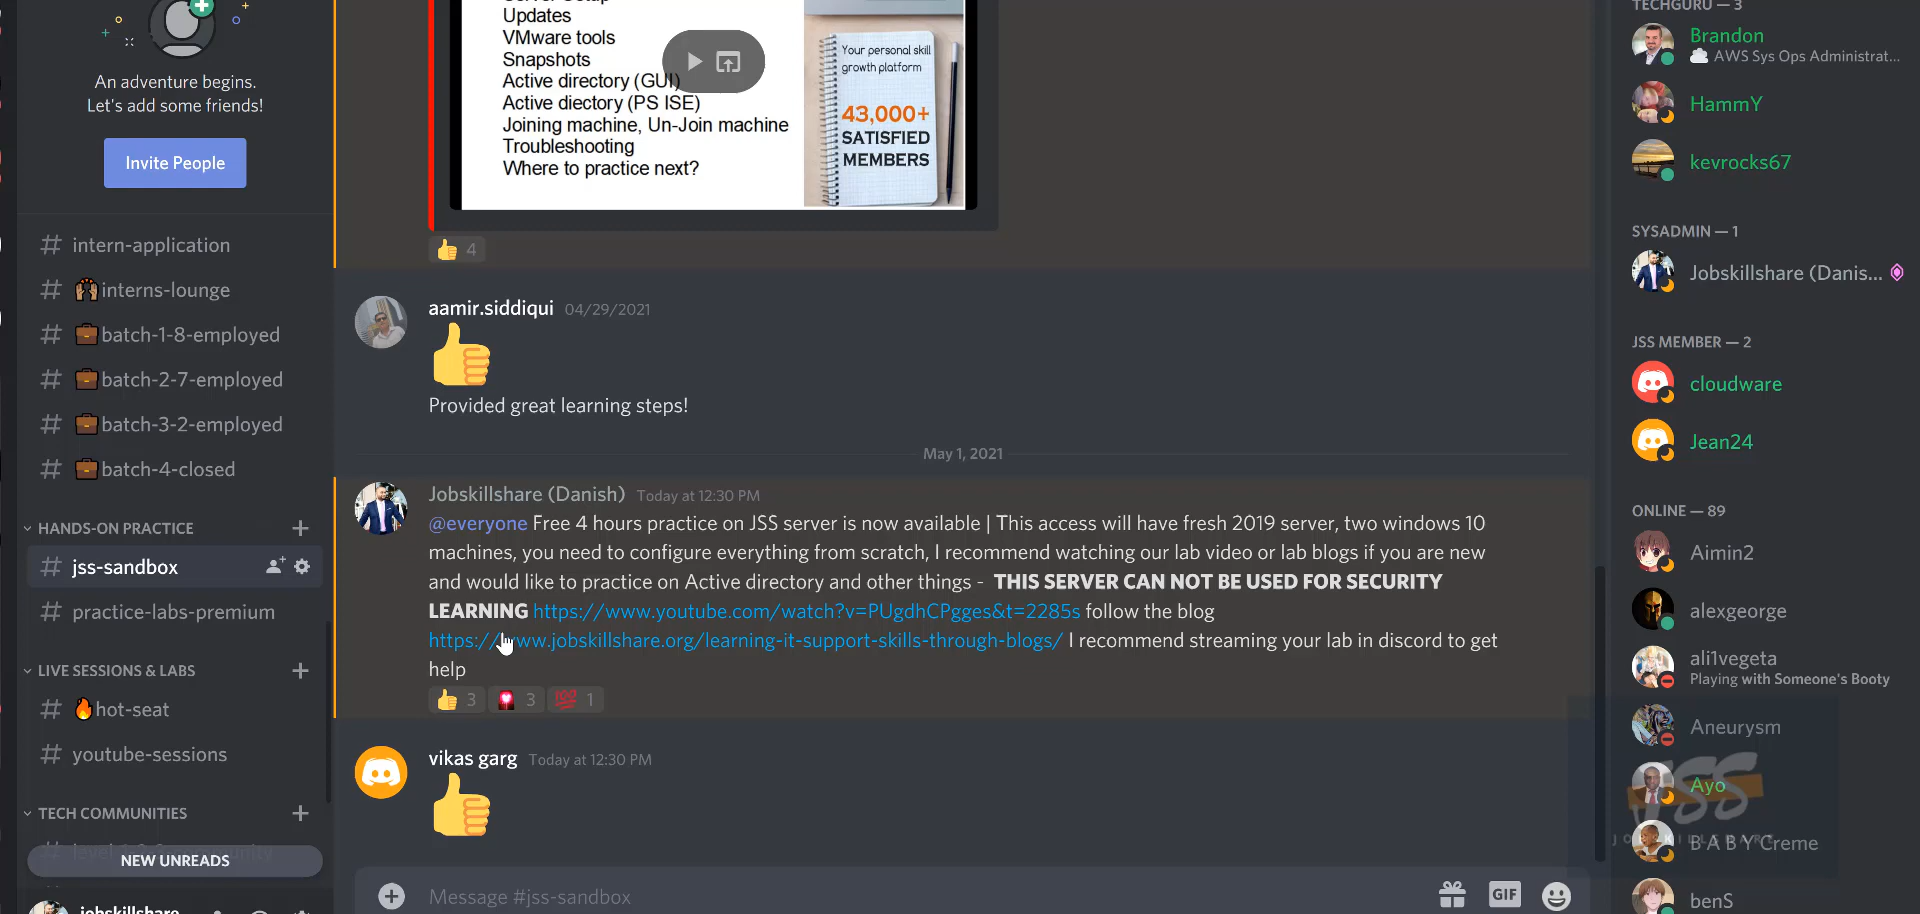 An adventure begins.
Let's add some friends!
Invite People
intern-application
interns-lounge
batch-1-8-employed
batch-2-7-employed
batch-3-2-employed
batch-4-closed
HANDS-ON PRACTICE
jss-sandbox
practice-labs-premium
LIVE SESSIONS & LABS
hot-seat
youtube-sessions
TECH COMMUNITIES
NEW UNREADS
jobskillshare
Updates
VMware tools
Snapshots
Active directory (GUI)
Active diectory (PS ISE)
Joining machine, Un-Join machine
Troubleshooting
Where to practice next?
Your personal skill
growth platform
43,000+
SATISFIED
MEMBERS
4
aamir.siddiqui 04/29/2021
Provided great learning steps!
May 1, 2021
Jobskillshare (Danish) Today at 12:30 PM
@everyone Free 4 hours practice on JSS server is now available | This access will have fresh 2019 server, two windows 10
machines, you need to configure everything from scratch, I recommend watching our lab video or lab blogs if you are new
and would like to practice on Active directory and other things - THIS SERVER CAN NOT BE USED FOR SECURITY
LEARNING https://www.youtube.com/watch?v=PUgdhCPgges&t=2285s follow the blog
https://www.jobskillshare.org/learning-it-support-skills-through-blogs/ I recommend streaming your lab in discord to get
help
3 3 100 1
vikas garg Today at 12:30 PM
Message #jss-sandbox
GIF
TECHGURU — 3
Brandon
AWS Sys Ops Administrat...
HammY
kevrocks67
SYSADMIN — 1
Jobskillshare (Danis...
JSS MEMBER — 2
cloudware
Jean24
ONLINE — 89
Aimin2
alexgeorge
ali1vegeta
Playing with Someone's Booty
Aneurysm
JSS
Ayo
JOBSKILLSHARE
B A B Y Creme
benS